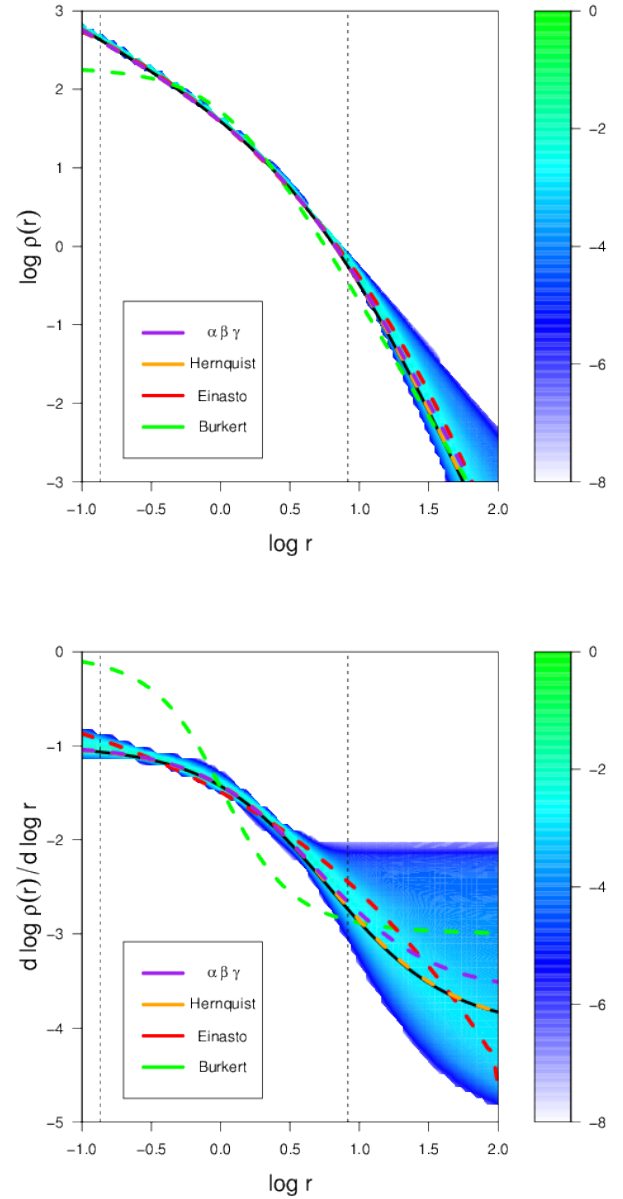 3
2
1
0
−1
−2
−3
log ρ(r)
α β γ
Hernquist
Einasto
Burkert
−1.0 −0.5 0.0 0.5 1.0 1.5 2.0
log r
0
−2
−4
−6
−8
0
−1
−2
−3
−4
−5
d log ρ(r) / d log r
α β γ
Hernquist
Einasto
Burkert
−1.0 −0.5 0.0 0.5 1.0 1.5 2.0
log r
0
−2
−4
−6
−8